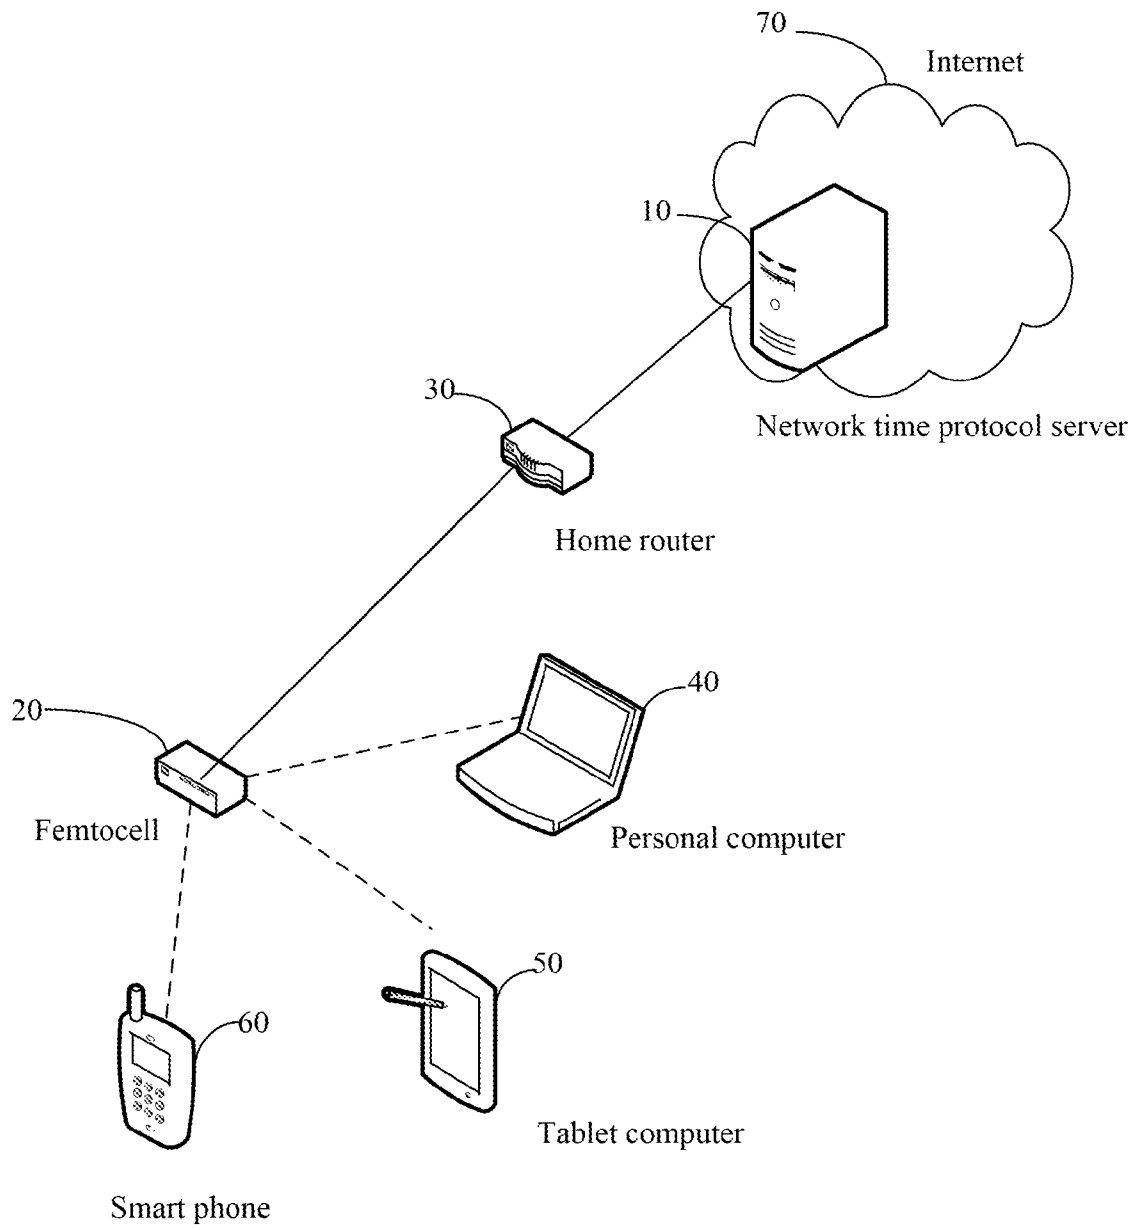 70
Internet
10
Network time protocol server
30
Home router
40
20
Femtocell
Personal computer
50
60
Tablet computer
Smart phone